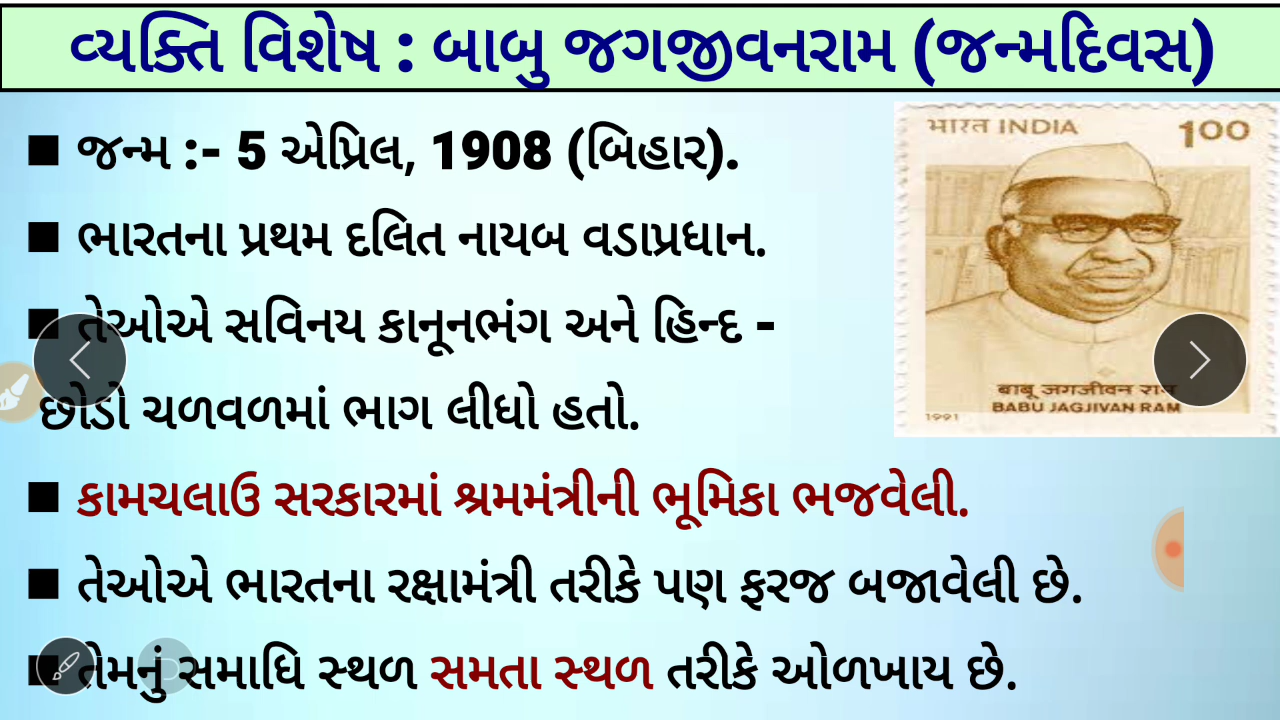 વ્યક્તિ વિશેષ : બાબુ જગજીવનરામ (જન્મદિવસ)
■ જન્મ :- 5 એપ્રિલ, 1908 (બિહાર).
■ ભારતના પ્રથમ દલિત નાયબ વડાપ્રધાન.
■ તેઓએ સવિનય કાનૂનભંગ અને હિન્દ -
છોડો ચળવળમાં ભાગ લીધો હતો.
■ કામચલાઉ સરકારમાં શ્રમમંત્રીની ભૂમિકા ભજવેલી.
■ તેઓએ ભારતના રક્ષામંત્રી તરીકે પણ ફરજ બજાવેલી છે.
■ તેમનું સમાધિ સ્થળ સમતા સ્થળ તરીકે ઓળખાય છે.
भारत INDIA 100
बाबू जगजीवन राम
BABU JAGJIVAN RAM
1991